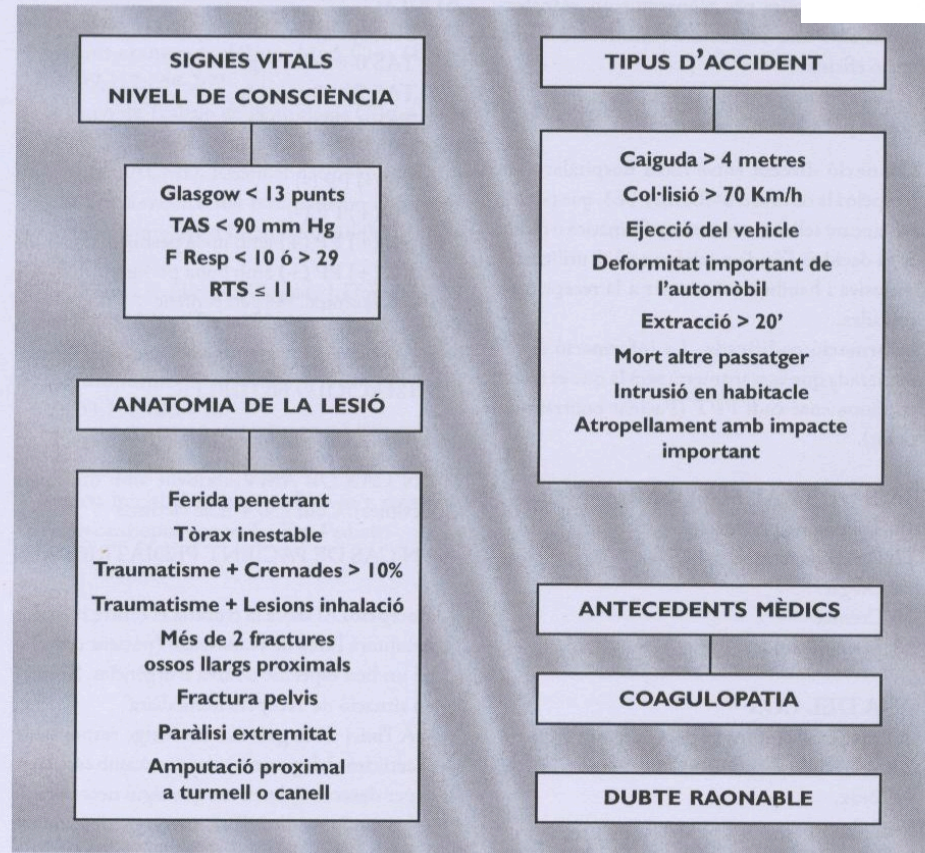 SIGNES VITALS
NIVELL DE CONSCIÈNCIA
Glasgow < 13 punts
TAS < 90 mm Hg
F Resp < 10 ó > 29
RTS ≤ 11
ANATOMIA DE LA LESIÓ
Ferida penetrant
Tòrax inestable
Traumatisme + Cremades > 10%
Traumatisme + Lesions inhalació
Més de 2 fractures
ossos llargs proximals
Fractura pelvis
Paràlisi extremitat
Amputació proximal
a turmell o canell
TIPUS D'ACCIDENT
Caiguda > 4 metres
Col·lisió > 70 Km/h
Ejecció del vehicle
Deformitat important de
l'automòbil
Extracció > 20'
Mort altre passatger
Intrusió en habitacle
Atropellament amb impacte
important
ANTECEDENTS MÈDICS
COAGULOPATIA
DUBTE RAONABLE